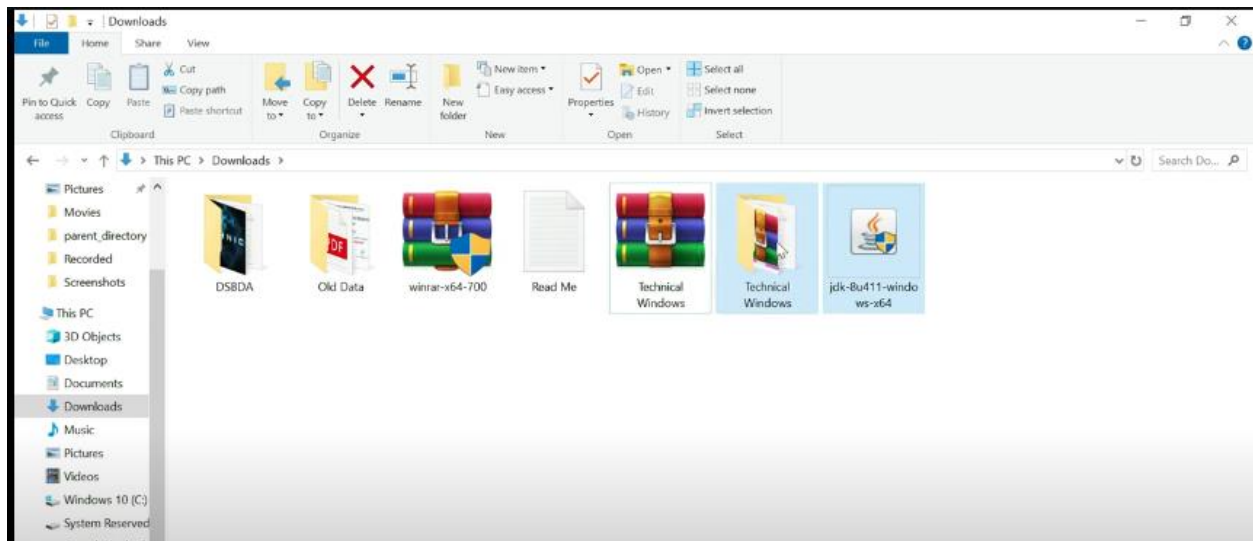 Downloads
File Home Share View
Pin to Quick access
Copy
Paste
Cut
Copy path
Paste shortcut
Clipboard
Move to
Copy to
Delete
Rename
Organize
New folder
New item
Easy access
New
Properties
Open
Edit
History
Open
Select all
Select none
Invert selection
Select
This PC > Downloads >
Search Do...
Pictures
Movies
parent_directory
Recorded
Screenshots
This PC
3D Objects
Desktop
Documents
Downloads
Music
Pictures
Videos
Windows 10 (C:)
System Reserved
DSBDA
PDF
Old Data
winrar-x64-700
Read Me
Technical
Windows
Technical
Windows
jdk-8u411-windo
ws-x64